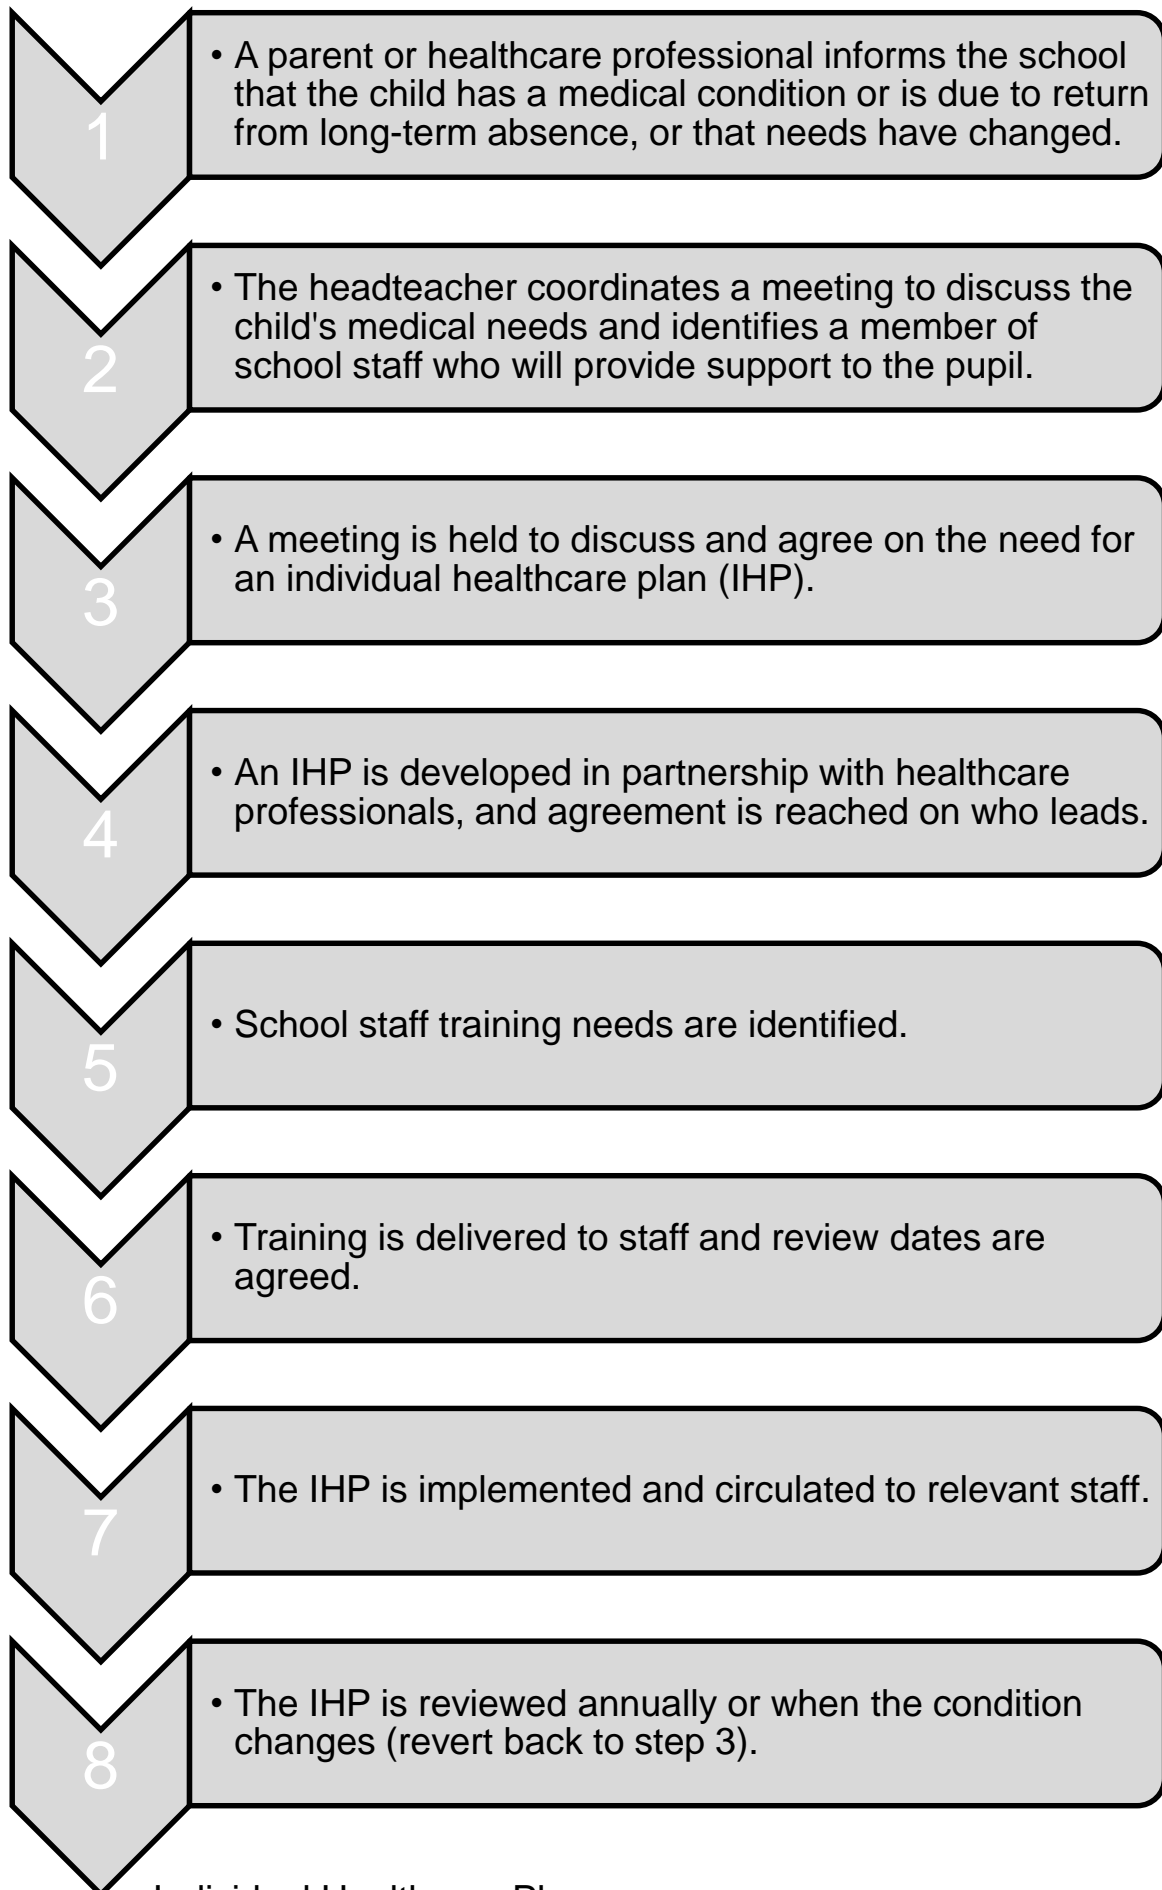 1
• A parent or healthcare professional informs the school
that the child has a medical condition or is due to return
from long-term absence, or that needs have changed.
2
• The headteacher coordinates a meeting to discuss the
child's medical needs and identifies a member of
school staff who will provide support to the pupil.
3
• A meeting is held to discuss and agree on the need for
an individual healthcare plan (IHP).
4
• An IHP is developed in partnership with healthcare
professionals, and agreement is reached on who leads.
5
• School staff training needs are identified.
6
• Training is delivered to staff and review dates are
agreed.
7
• The IHP is implemented and circulated to relevant staff.
8
• The IHP is reviewed annually or when the condition
changes (revert back to step 3).